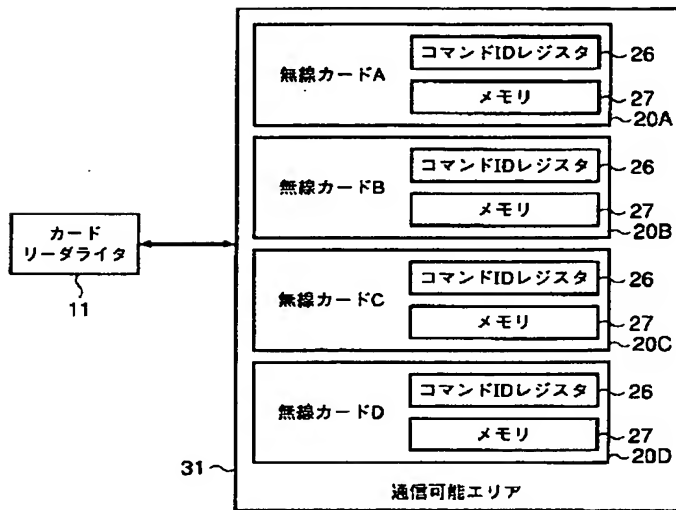 無線カードA
コマンドIDレジスタ
26
メモリ
27
20A
無線カードB
コマンドIDレジスタ
26
メモリ
27
20B
カード
リーダライタ
11
無線カードC
コマンドIDレジスタ
26
メモリ
27
20C
無線カードD
コマンドIDレジスタ
26
メモリ
27
20D
31
通信可能エリア